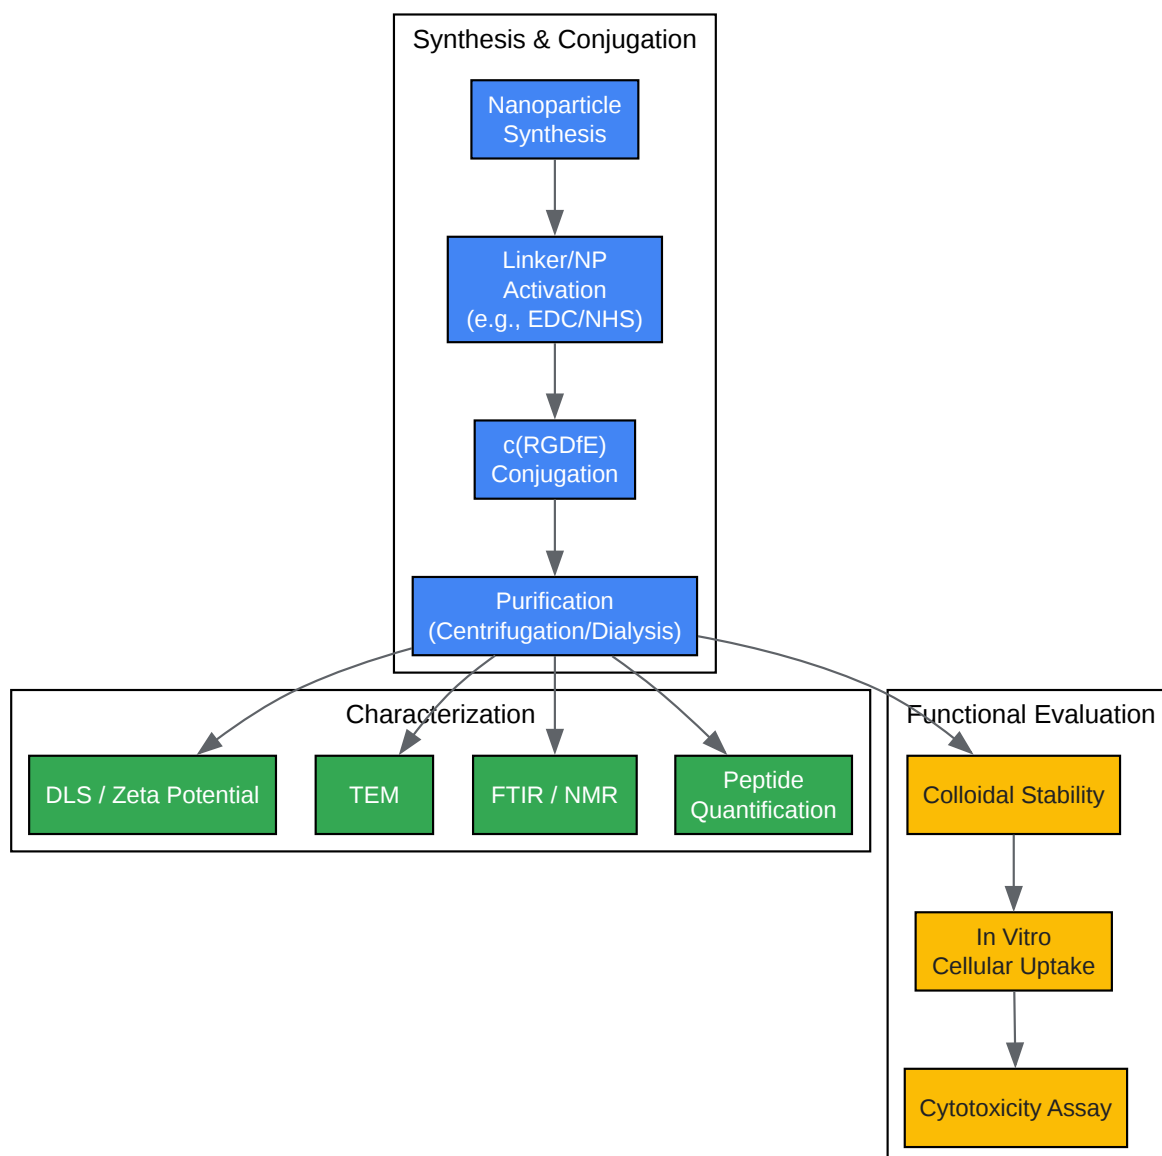 Synthesis & Conjugation
Nanoparticle
Synthesis
Linker/NP
Activation
(e.g., EDC/NHS)
c(RGDfE)
Conjugation
Purification
(Centrifugation/Dialysis)
Characterization
DLS / Zeta Potential
TEM
FTIR / NMR
Peptide
Quantification
Functional Evaluation
Colloidal Stability
In Vitro
Cellular Uptake
Cytotoxicity Assay